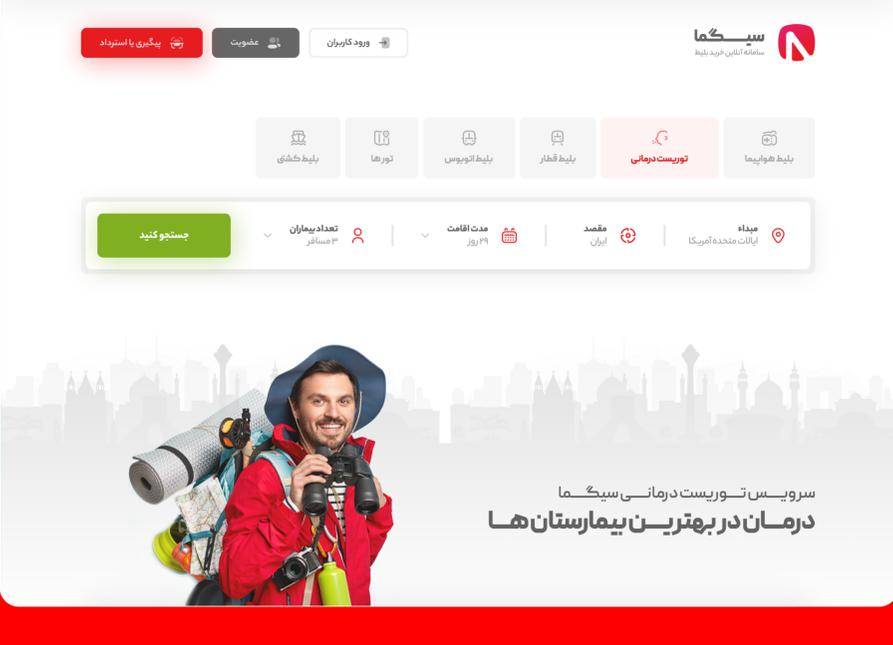 سیگما
سامانه آنلاین خرید بلیط
ورود کاربران
عضویت
پیگیری یا استرداد
بلیط هواپیما
توریست درمانی
بلیط قطار
بلیط اتوبوس
تور ها
بلیط کشتی
مبداء
ایالات متحده آمریکا
مقصد
ایران
مدت اقامت
۲۹ روز
تعداد بیماران
۳ مسافر
جستجو کنید
سرویس توریست درمانی سیگما
درمان در بهترین بیمارستان ها